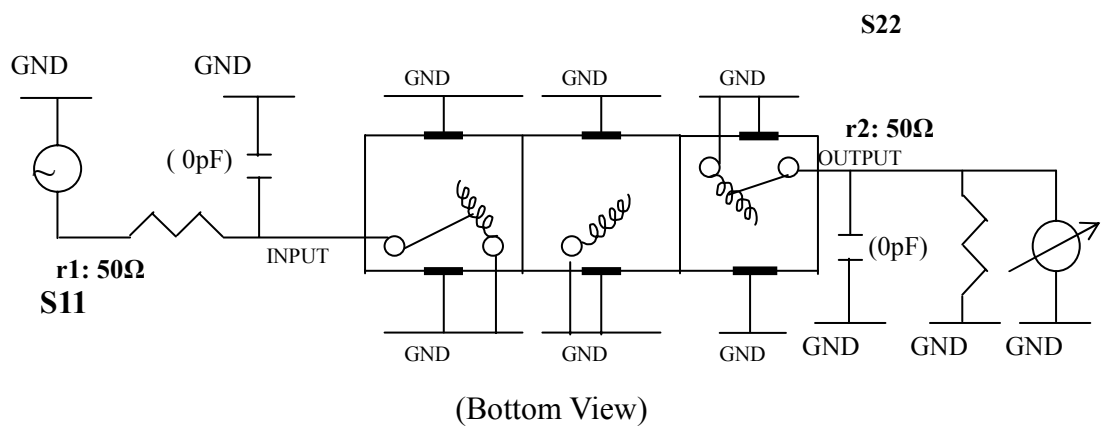 S22
GND
GND
GND
GND
GND
r2: 50Ω
( 0pF)
OUTPUT
INPUT
(0pF)
r1: 50Ω
S11
GND
GND
GND
GND
GND
GND
(Bottom View)